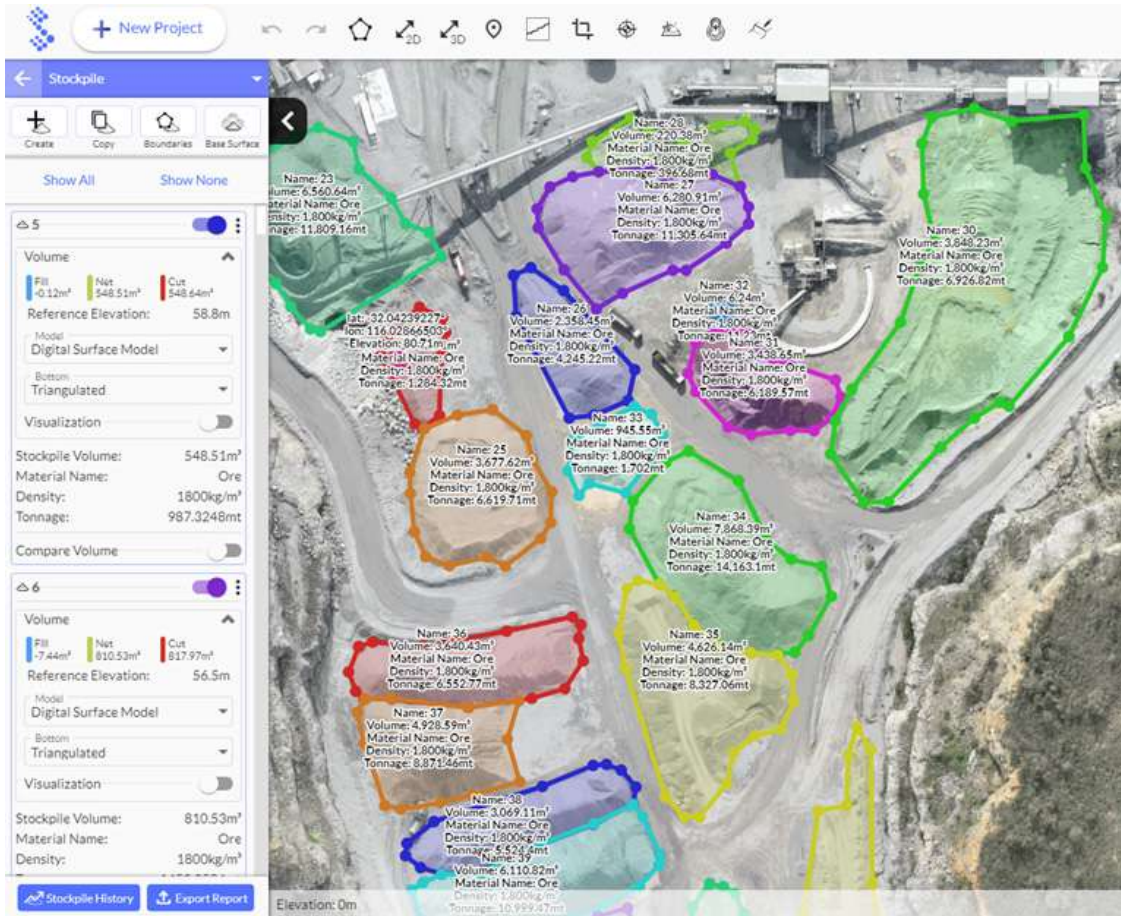 New Project
2D
3D
Stockpile
Create
Copy
Boundaries
Base Surface
Show All
Show None
5
Volume
Fill
-0.12m³
Net
548.51m³
Cut
548.64m³
Reference Elevation: 58.8m
Model
Digital Surface Model
Bottom
Triangulated
Visualization
Stockpile Volume: 548.51m³
Material Name: Ore
Density: 1800kg/m³
Tonnage: 987.3248mt
Compare Volume
6
Volume
Fill
-7.44m³
Net
810.53m³
Cut
817.97m³
Reference Elevation: 56.5m
Model
Digital Surface Model
Bottom
Triangulated
Visualization
Stockpile Volume: 810.53m³
Material Name: Ore
Density: 1800kg/m³
Stockpile History
Export Report
Name: 23
6,560.64m³
Material Name: Ore
1,800kg/m³
11,809.16mt
Name: 28
Volume: 220.38m³
Material Name: Ore
Density: 1,800kg/m³
Tonnage: 396.68mt
Name: 27
Volume: 6,280.91m³
Material Name: Ore
Density: 1,800kg/m³
Tonnage: 11,305.64mt
Name: 30
Volume: 3,848.23m³
Material Name: Ore
Density: 1,800kg/m³
Tonnage: 6,926.82mt
Name: 26
Volume: 2,358.45m³
Material Name: Ore
Density: 1,800kg/m³
Tonnage: 4,245.22mt
Name: 32
Volume: 6.24m³
Material Name: Ore
Density: 1,800kg/m³
Name: 31
Volume: 3,438.65m³
Material Name: Ore
Density: 1,800kg/m³
Tonnage: 6,189.57mt
lat: -32.04239227
lon: 116.02866503
Elevation: 80.71m
Material Name: Ore
Density: 1,800kg/m³
Tonnage: 1,284.32mt
Name: 33
Volume: 945.55m³
Material Name: Ore
Density: 1,800kg/m³
Tonnage: 1,702mt
Name: 25
Volume: 3,677.62m³
Material Name: Ore
Density: 1,800kg/m³
Tonnage: 6,619.71mt
Name: 34
Volume: 7,868.39m³
Material Name: Ore
Density: 1,800kg/m³
Tonnage: 14,163.1mt
Name: 36
Volume: 3,640.43m³
Material Name: Ore
Density: 1,800kg/m³
Tonnage: 6,552.77mt
Name: 35
Volume: 4,626.14m³
Material Name: Ore
Density: 1,800kg/m³
Tonnage: 8,327.06mt
Name: 37
Volume: 4,928.59m³
Material Name: Ore
Density: 1,800kg/m³
Tonnage: 8,871.46mt
Name: 38
Volume: 3,069.11m³
Material Name: Ore
Density: 1,800kg/m³
Tonnage: 5,524.4mt
Name: 39
Volume: 6,110.82m³
Material Name: Ore
Density: 1,800kg/m³
Tonnage: 10,999.47mt
Elevation: 0m